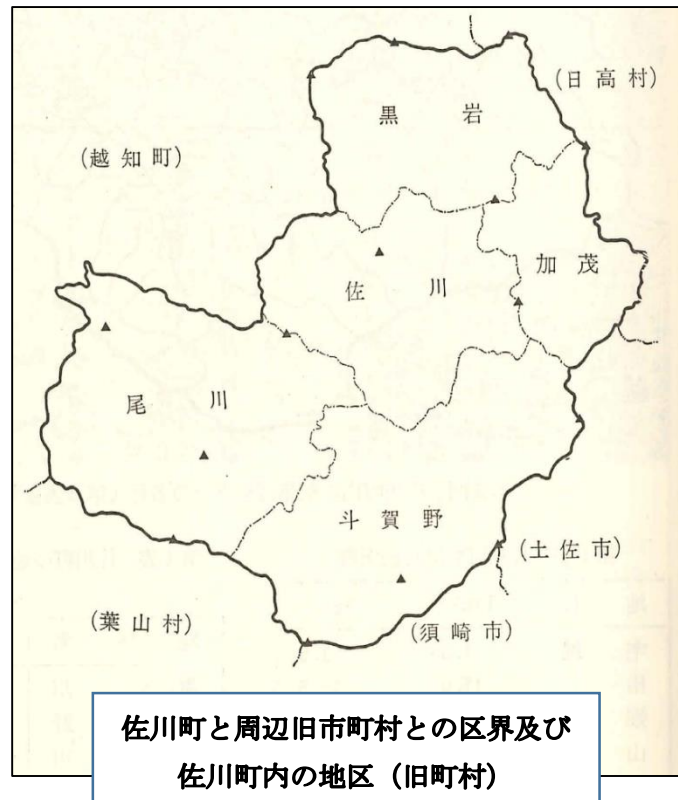 (日高村)
黒岩
(越知町)
加茂
佐川
尾川
斗賀野
(土佐市)
(葉山村)
(須崎市)
佐川町と周辺旧市町村との区界及び
佐川町内の地区（旧町村）